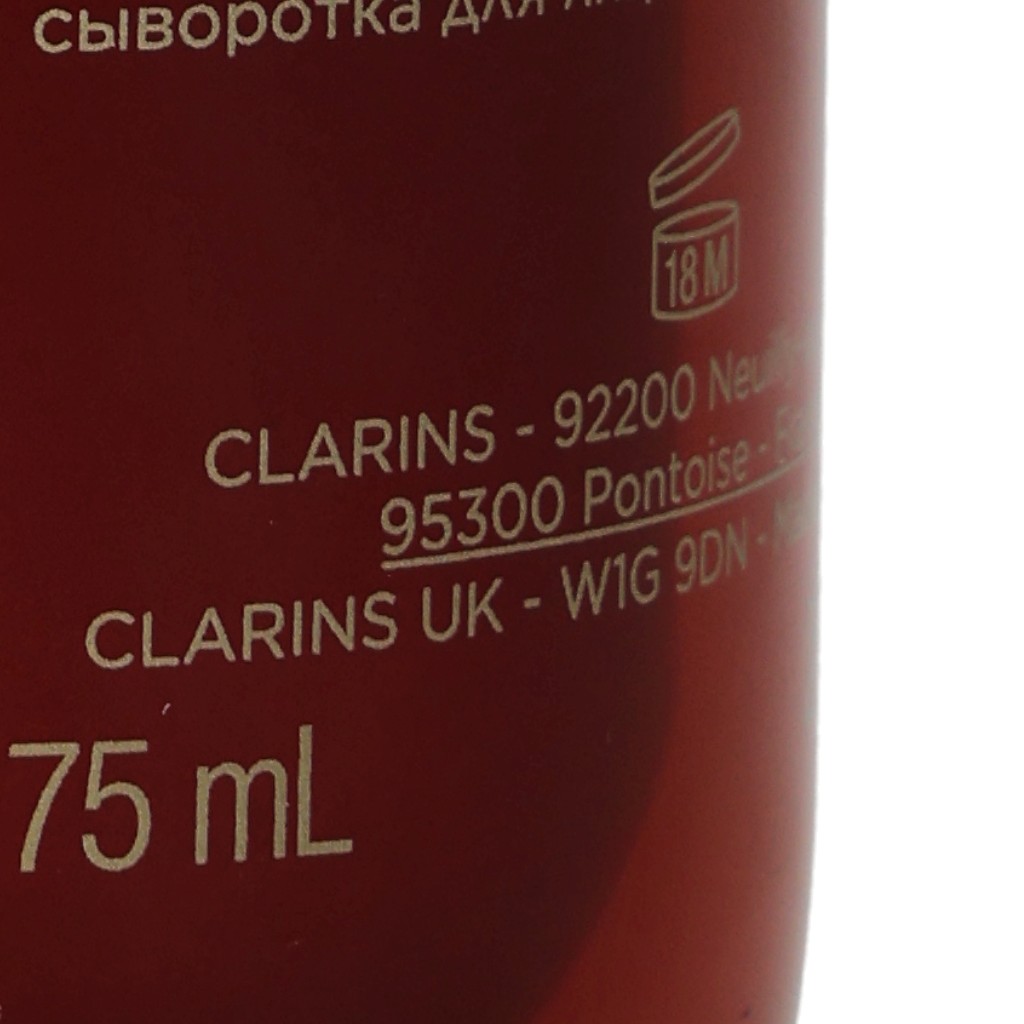 сыворотка для
18 M
CLARINS - 92200
95300 Pontoise -
CLARINS UK - W1G 9DN -
75 mL